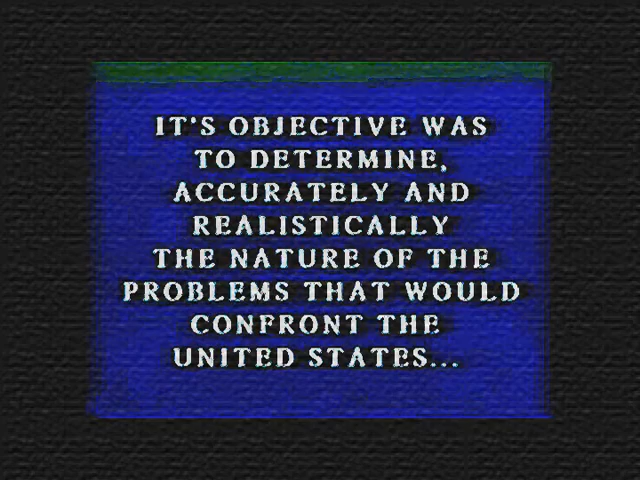 IT'S OBJECTIVE WAS
TO DETERMINE,
ACCURATELY AND
REALISTICALLY
THE NATURE OF THE
PROBLEMS THAT WOULD
CONFRONT THE
UNITED STATES...